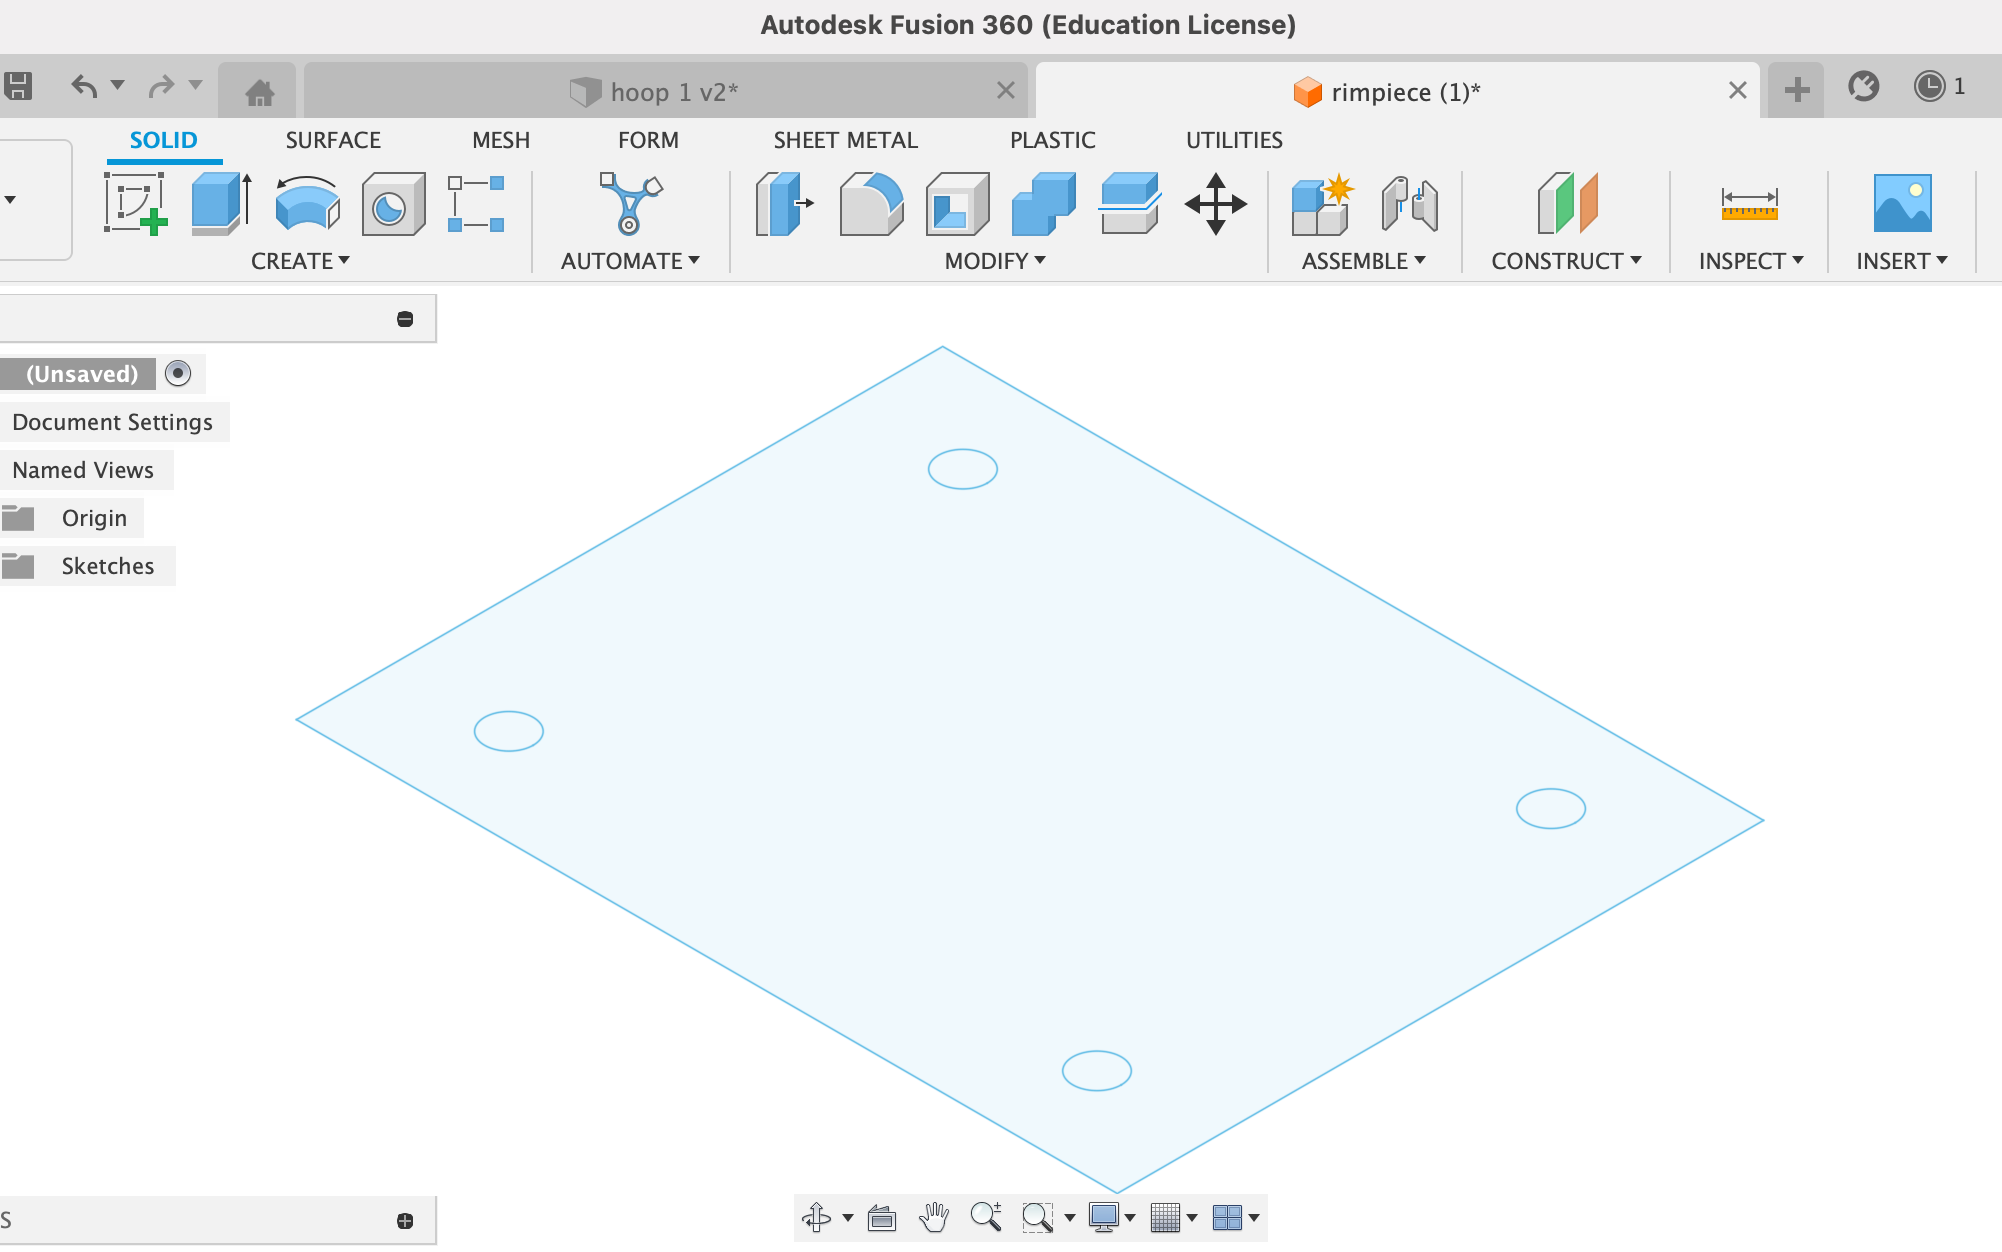 Autodesk Fusion 360 (Education License)
hoop 1 v2*
rimpiece (1)*
1
SOLID SURFACE MESH FORM SHEET METAL PLASTIC UTILITIES
CREATE AUTOMATE MODIFY ASSEMBLE CONSTRUCT INSPECT INSERT
(Unsaved)
Document Settings
Named Views
Origin
Sketches
S